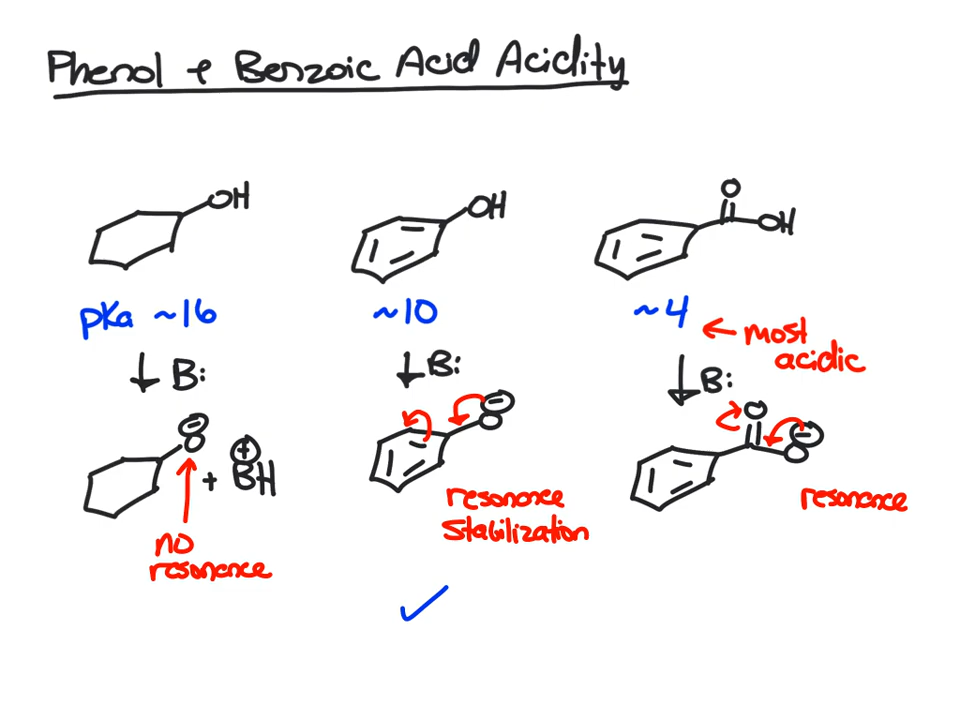 Phenol & Benzoic Acid Acidity
OH
OH
O
OH
pKa ~16
~10
~4
← most
acidic
B:
B:
B:
O
⊖
O
⊖
O
⊖
O
+ ⊕
BH
resonance
stabilization
resonance
no
resonance
✓